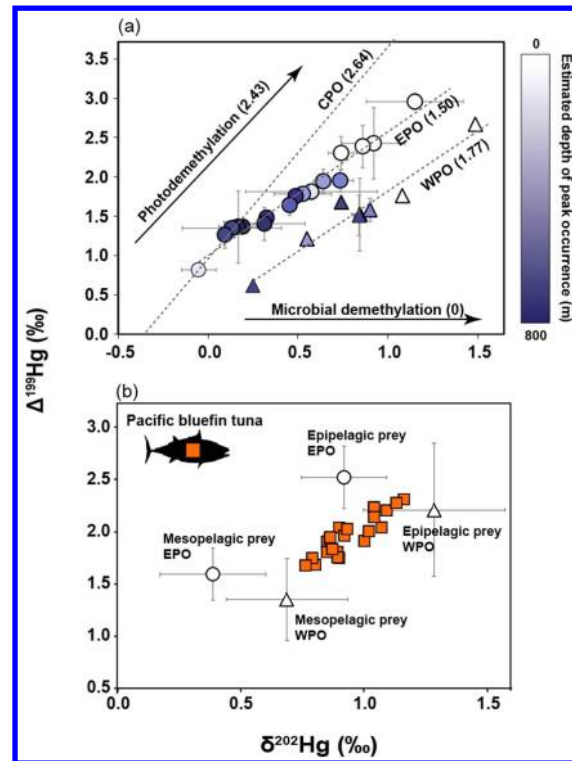 (a)
3.5
3.0
2.5
2.0
1.5
1.0
0.5
0.0
-0.5
0.0
0.5
1.0
1.5
Photodemethylation (2.43)
CPO (2.64)
EPO (1.50)
WPO (1.77)
Microbial demethylation (0)
0
Estimated depth of peak occurrence (m)
800
Δ¹⁹⁹Hg (‰)
(b)
3.0
2.5
2.0
1.5
1.0
0.5
Pacific bluefin tuna
Epipelagic prey
EPO
Mesopelagic prey
EPO
Epipelagic prey
WPO
Mesopelagic prey
WPO
0.0
0.5
1.0
1.5
δ²⁰²Hg (‰)